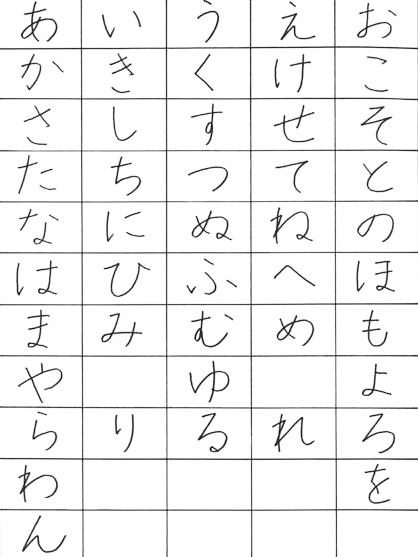 あ い う え お
か き く け こ
さ し す せ そ
た ち つ て と
な に ぬ ね の
は ひ ふ へ ほ
ま み む め も
や ゆ よ
ら り る れ ろ
わ を
ん